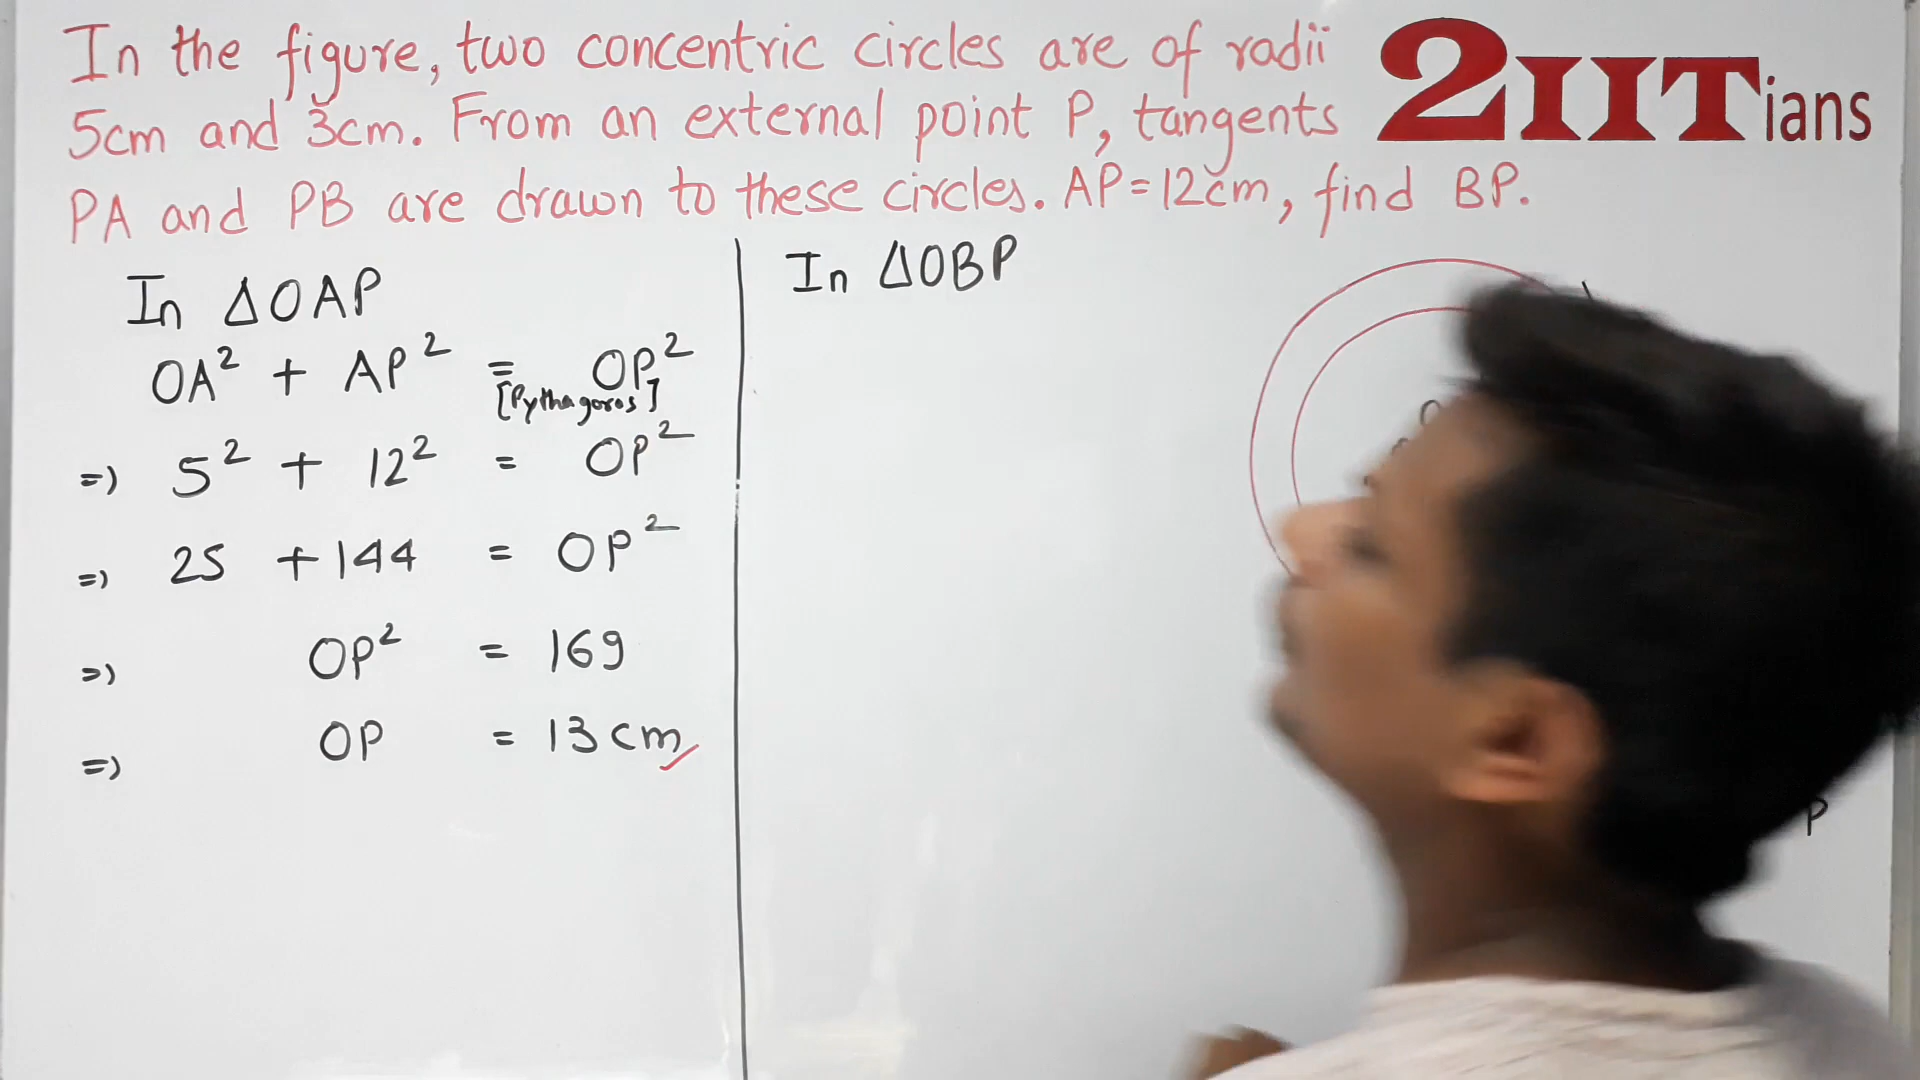 In the figure, two concentric circles are of radii
5cm and 3cm. From an external point P, tangents
PA and PB are drawn to these circles. AP=12cm, find BP.
2IITians
In ΔOAP
OA² + AP² = OP²
[Pythagoras]
=> 5² + 12² = OP²
=> 25 + 144 = OP²
=> OP² = 169
=> OP = 13cm
In ΔOBP
O
P